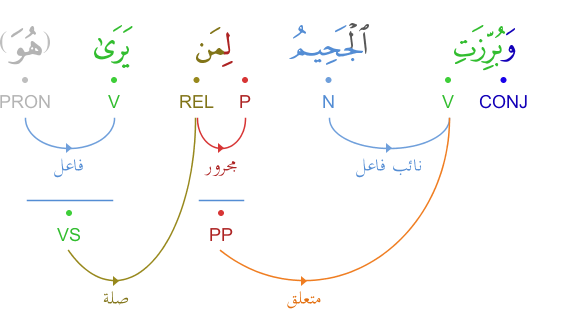 وَبُرِّزَتِ ٱلْجَحِيمُ لِمَن يَرَىٰ (هُوَ)
CONJ V N P REL V PRON
نائب فاعل مجرور فاعل
PP VS
متعلق صلة